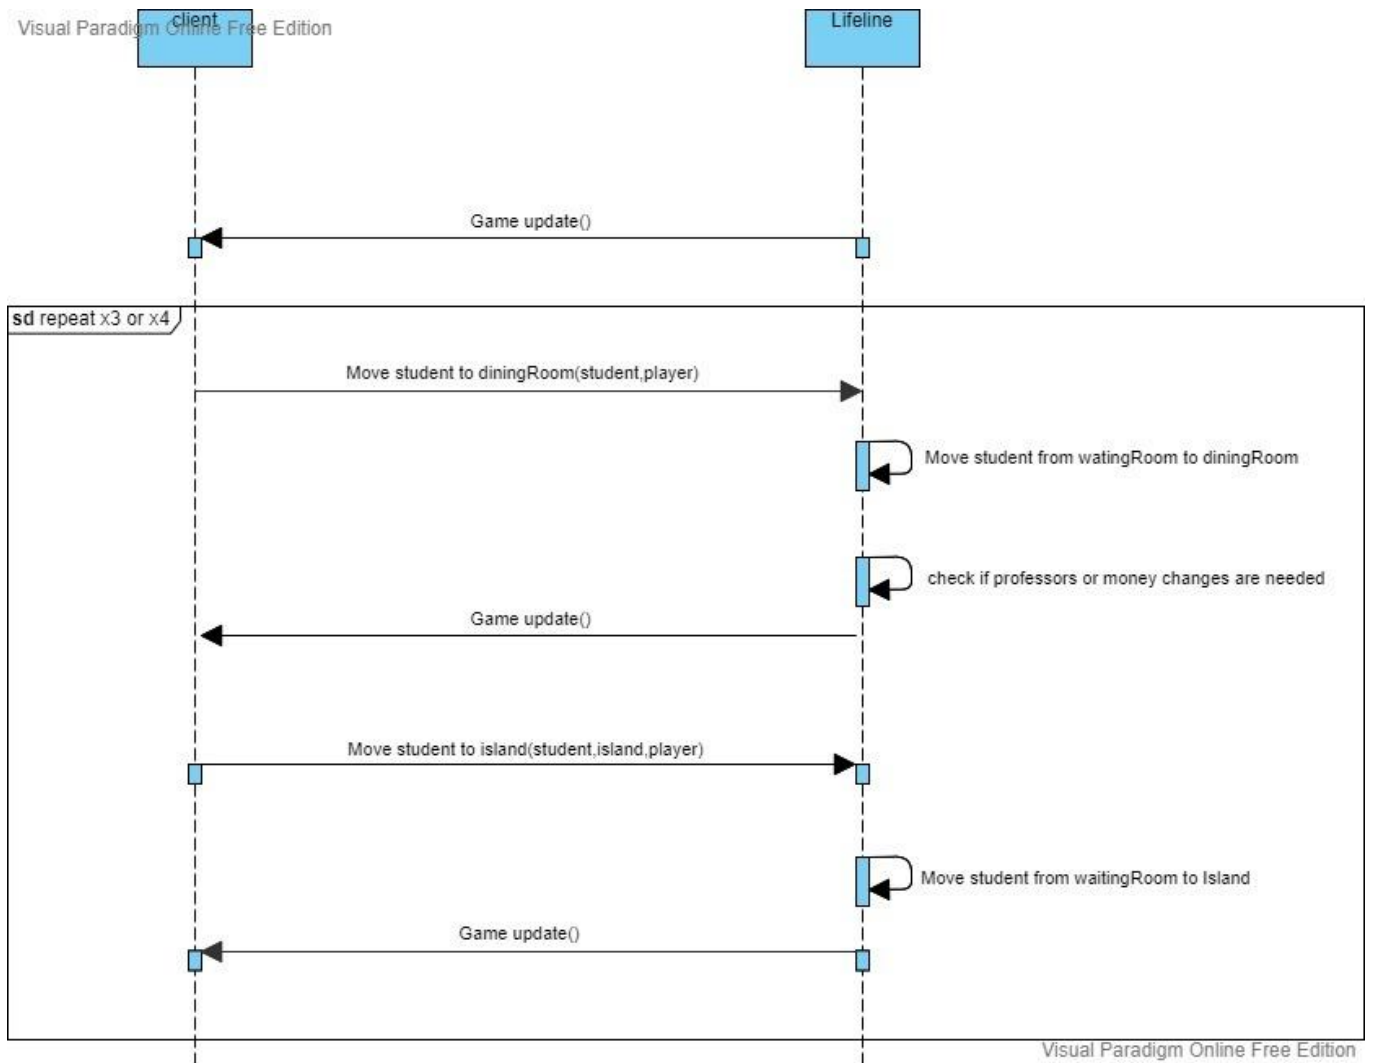 client
Visual Paradigm Online Free Edition
Lifeline
Game update()
sd repeat x3 or x4
Move student to diningRoom(student,player)
Move student from watingRoom to diningRoom
check if professors or money changes are needed
Game update()
Move student to island(student,island,player)
Move student from waitingRoom to Island
Game update()
Visual Paradigm Online Free Edition